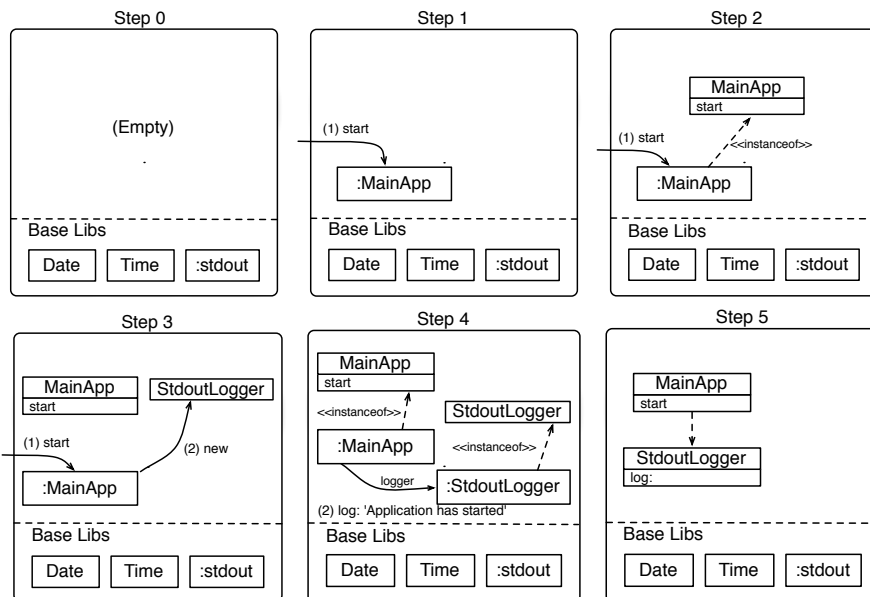 Step 0
(Empty)
Base Libs
Date
Time
:stdout
Step 1
(1) start
:MainApp
Base Libs
Date
Time
:stdout
Step 2
MainApp
start
(1) start
<<instanceof>>
:MainApp
Base Libs
Date
Time
:stdout
Step 3
MainApp
start
StdoutLogger
(1) start
(2) new
:MainApp
Base Libs
Date
Time
:stdout
Step 4
MainApp
start
<<instanceof>>
StdoutLogger
:MainApp
<<instanceof>>
logger
:StdoutLogger
(2) log: 'Application has started'
Base Libs
Date
Time
:stdout
Step 5
MainApp
start
StdoutLogger
log:
Base Libs
Date
Time
:stdout